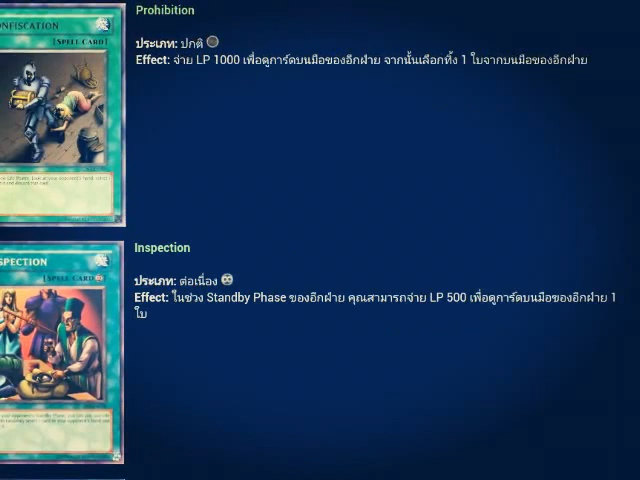 Prohibition
NFISCATION
[SPELL CARD]
ประเภท: ปกติ
Effect: จ่าย LP 1000 เพื่อดูการ์ดบนมือของอีกฝ่าย จากนั้นเลือกทิ้ง 1 ใบจากบนมือของอีกฝ่าย
Inspection
SPECTION
[SPELL CARD
ประเภท: ต่อเนื่อง
Effect: ในช่วง Standby Phase ของอีกฝ่าย คุณสามารถจ่าย LP 500 เพื่อดูการ์ดบนมือของอีกฝ่าย 1
ใบ